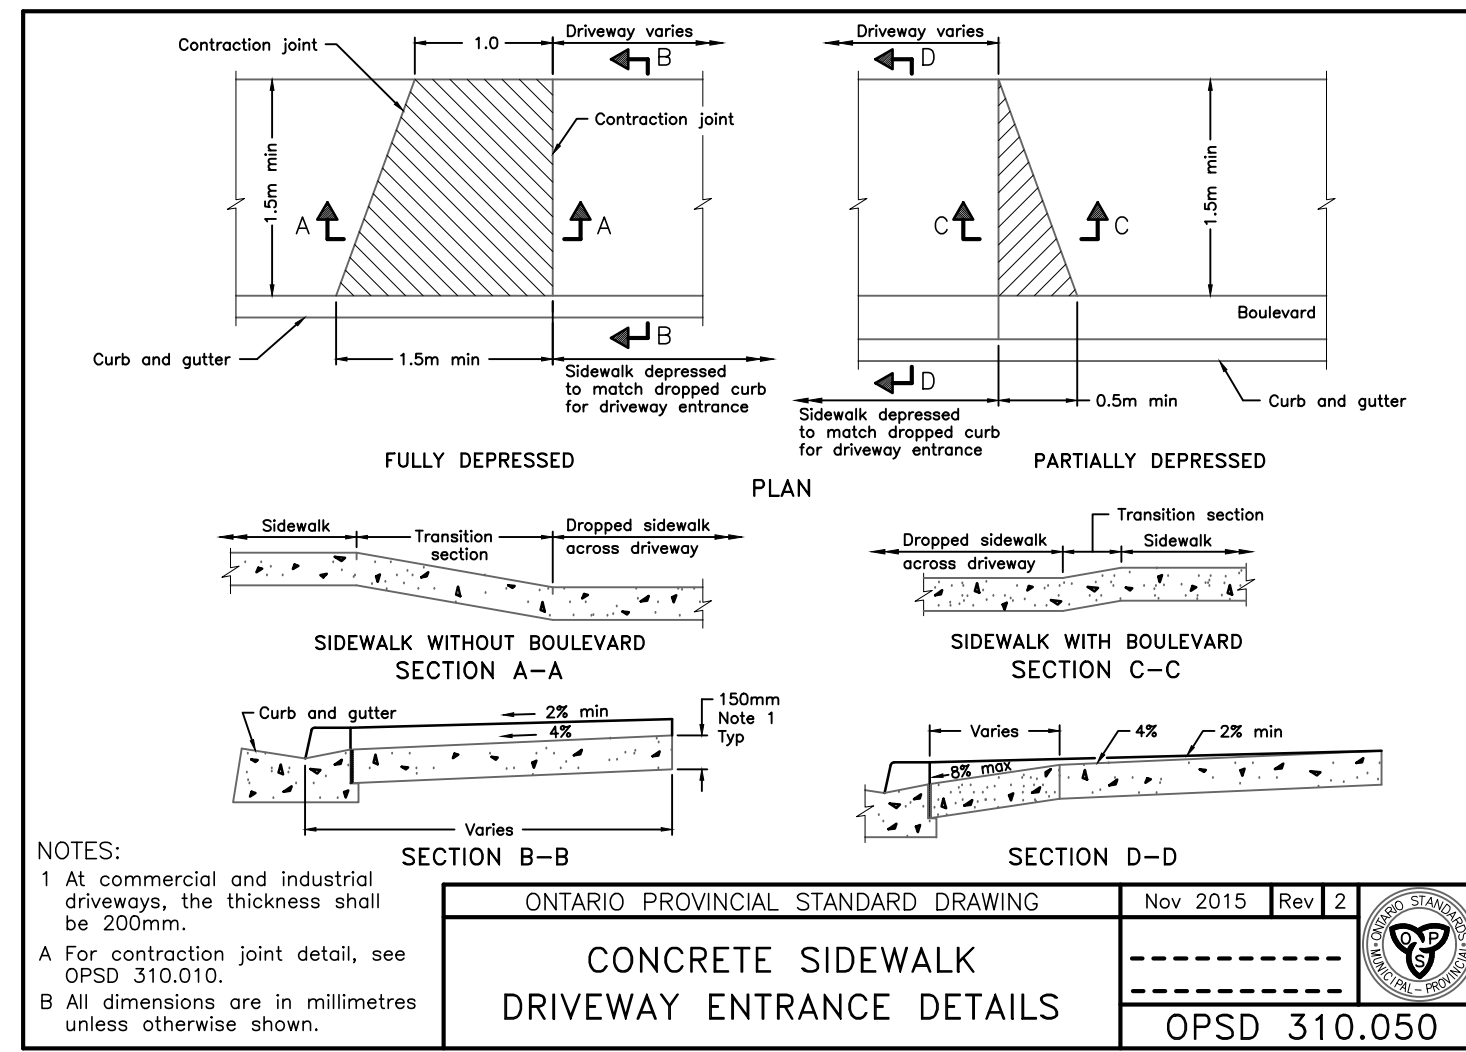 Contraction joint
1.0
Driveway varies
B
Contraction joint
1.5m min
A
A
B
Curb and gutter
1.5m min
Sidewalk depressed
to match dropped curb
for driveway entrance
FULLY DEPRESSED
Driveway varies
D
1.5m min
C
C
Boulevard
D
0.5m min
Curb and gutter
Sidewalk depressed
to match dropped curb
for driveway entrance
PARTIALLY DEPRESSED
PLAN
Sidewalk
Transition
section
Dropped sidewalk
across driveway
SIDEWALK WITHOUT BOULEVARD
SECTION A-A
Transition section
Dropped sidewalk
across driveway
Sidewalk
SIDEWALK WITH BOULEVARD
SECTION C-C
Curb and gutter
2% min
4%
150mm
Note 1
Typ
Varies
SECTION B-B
Varies
4%
2% min
8% max
SECTION D-D
NOTES:
1 At commercial and industrial
driveways, the thickness shall
be 200mm.
A For contraction joint detail, see
OPSD 310.010.
B All dimensions are in millimetres
unless otherwise shown.
ONTARIO PROVINCIAL STANDARD DRAWING
Nov 2015 Rev 2
CONCRETE SIDEWALK
DRIVEWAY ENTRANCE DETAILS
OPSD 310.050
ONTARIO STANDARDS
MUNICIPAL-PROVINCIAL
O P
S